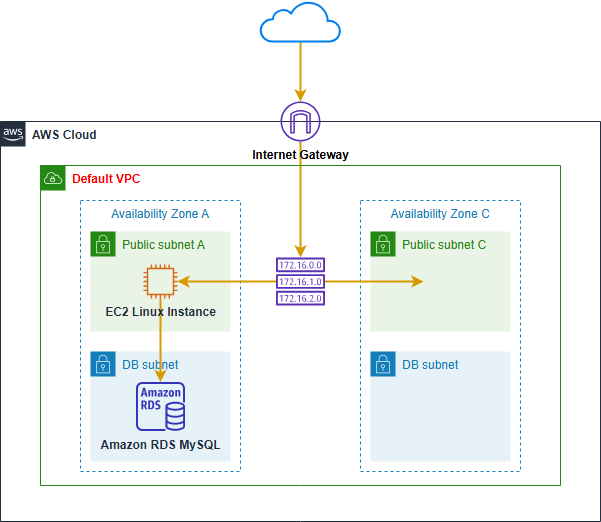 aws
AWS Cloud
Internet Gateway
Default VPC
Availability Zone A
Availability Zone C
Public subnet A
Public subnet C
172.16.0.0
172.16.1.0
172.16.2.0
EC2 Linux Instance
DB subnet
DB subnet
Amazon
RDS
Amazon RDS MySQL